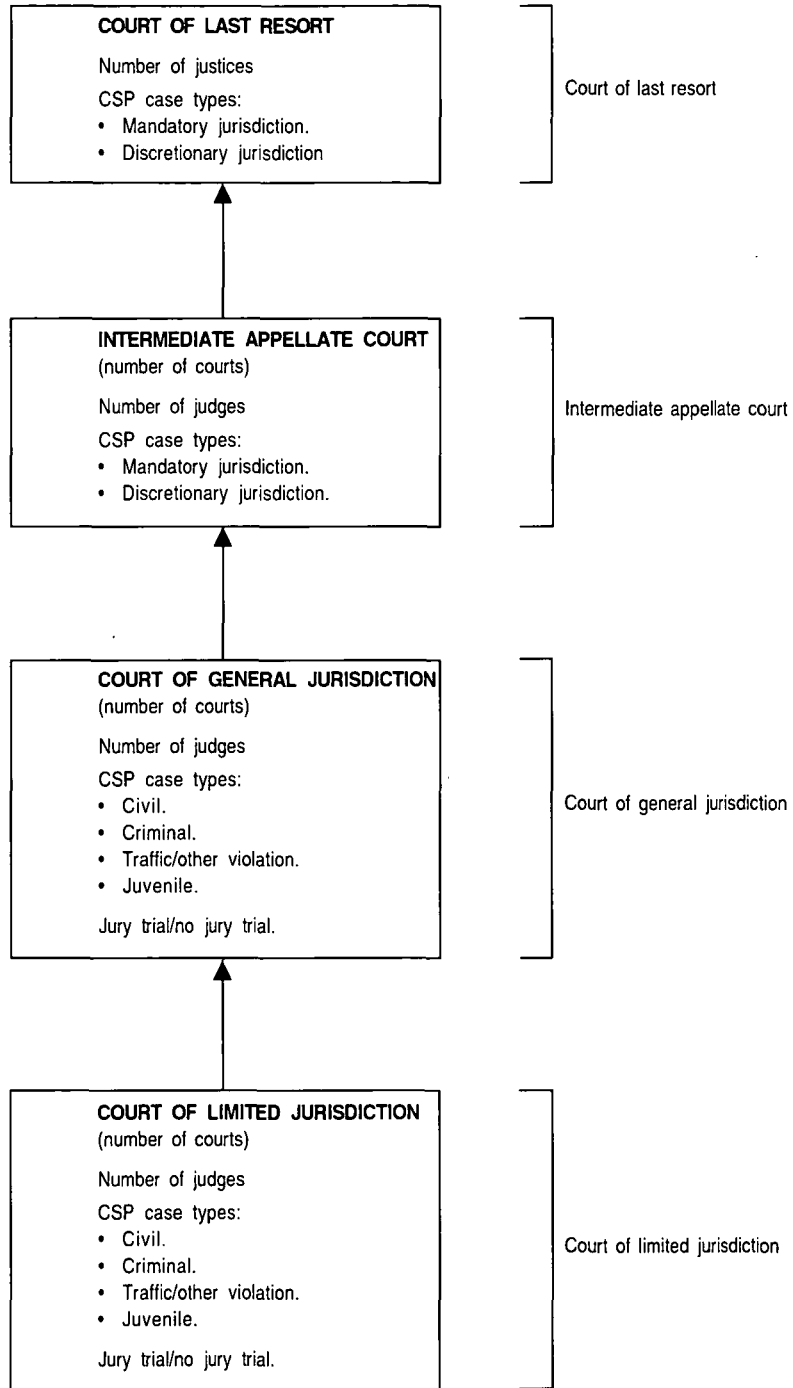 COURT OF LAST RESORT
Number of justices
CSP case types:
• Mandatory jurisdiction.
• Discretionary jurisdiction
Court of last resort
INTERMEDIATE APPELLATE COURT
(number of courts)
Number of judges
CSP case types:
• Mandatory jurisdiction.
• Discretionary jurisdiction.
Intermediate appellate court
COURT OF GENERAL JURISDICTION
(number of courts)
Number of judges
CSP case types:
• Civil.
• Criminal.
• Traffic/other violation.
• Juvenile.
Jury trial/no jury trial.
Court of general jurisdiction
COURT OF LIMITED JURISDICTION
(number of courts)
Number of judges
CSP case types:
• Civil.
• Criminal.
• Traffic/other violation.
• Juvenile.
Jury trial/no jury trial.
Court of limited jurisdiction